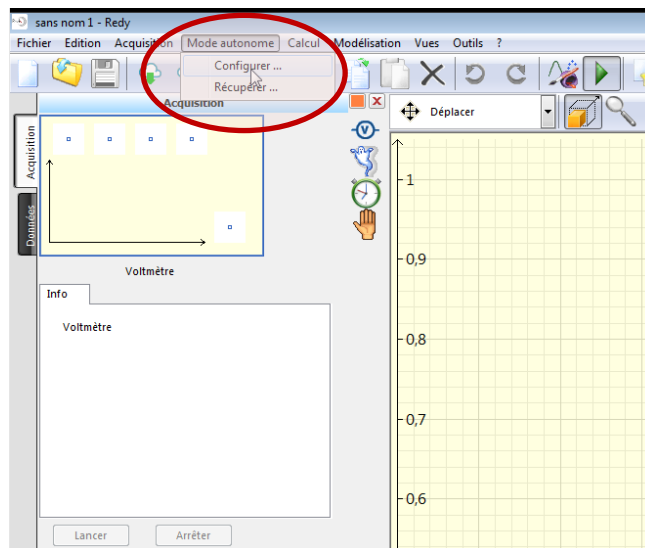 sans nom 1 - Redy
Fichier Edition Acquisition Mode autonome Calcul Modélisation Vues Outils ?
Configurer ...
Récupérer ...
Acquisition
Déplacer
Acquisition
Données
1
0,9
0,8
0,7
0,6
Voltmètre
Info
Voltmètre
Lancer Arrêter
V